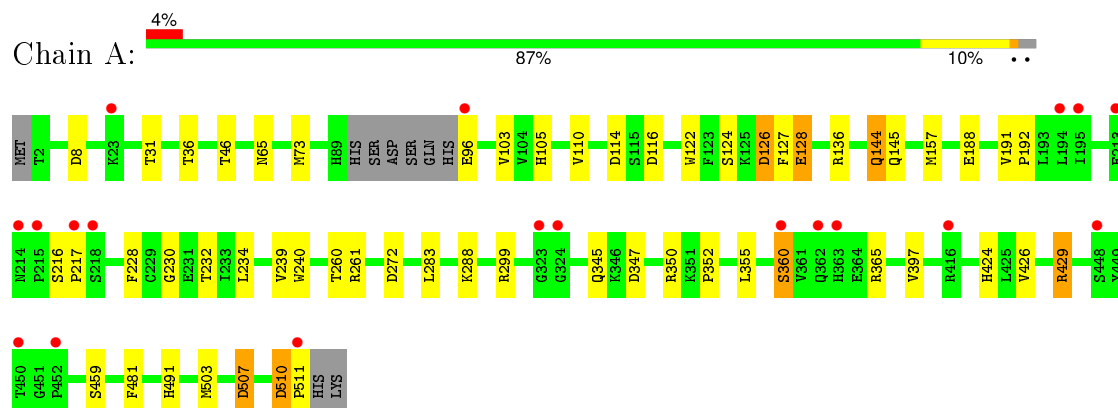 4%
Chain A:
87% 10% • •
MET T2 D8 K23 T31 T36 T46 N65 M73 H89 HIS SER ASP SER GLN HIS E96 V103 V104 H105 V110 D114 S115 D116 W122 F123 S124 K125 D126 F127 E128 R136 Q144 Q145 M157 E188 V191 P192 L193 L194 I195
N214 P215 S216 P217 S218 F228 C229 G230 E231 T232 I233 L234 V239 W240 T260 R261 D272 L283 K288 R299 G323 G324 Q345 K346 D347 R350 K351 P352 L355 S360 V361 Q362 H363 E364 R365 V397 R416 H424 L425 V426 R429 S448 Y449
T450 G451 P452 S459 F481 H491 M503 D507 D510 P511 HIS LYS